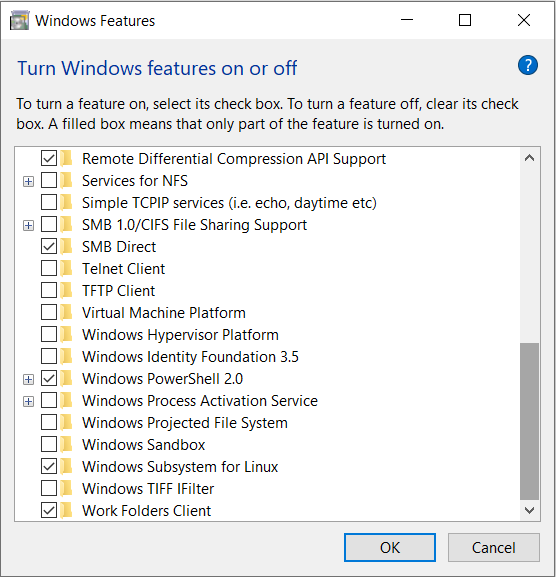 Windows Features
Turn Windows features on or off
?
To turn a feature on, select its check box. To turn a feature off, clear its check
box. A filled box means that only part of the feature is turned on.
Remote Differential Compression API Support
Services for NFS
Simple TCPIP services (i.e. echo, daytime etc)
SMB 1.0/CIFS File Sharing Support
SMB Direct
Telnet Client
TFTP Client
Virtual Machine Platform
Windows Hypervisor Platform
Windows Identity Foundation 3.5
Windows PowerShell 2.0
Windows Process Activation Service
Windows Projected File System
Windows Sandbox
Windows Subsystem for Linux
Windows TIFF IFilter
Work Folders Client
OK
Cancel